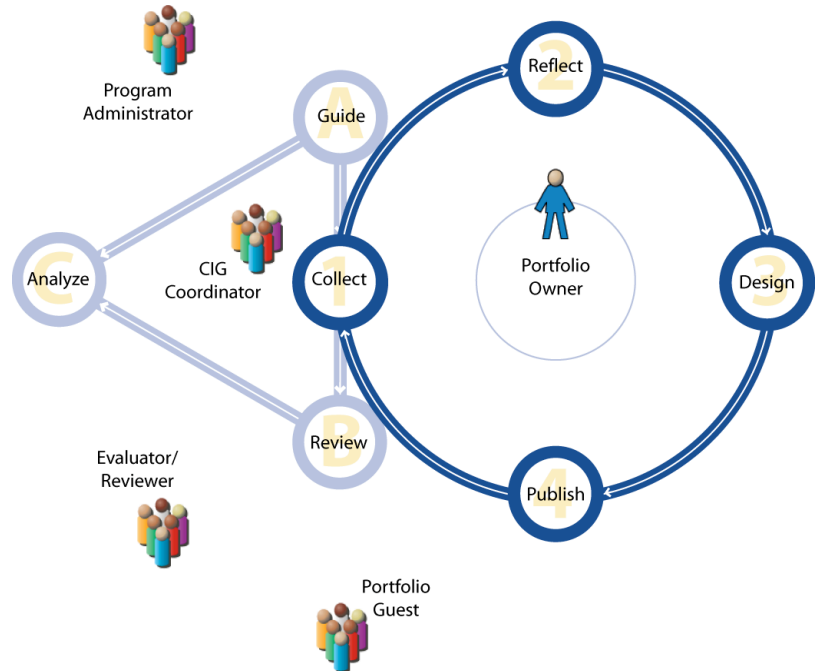 Program
Administrator
A
Guide
2
Reflect
CIG
Coordinator
C
Analyze
1
Collect
Portfolio
Owner
3
Design
B
Review
4
Publish
Evaluator/
Reviewer
Portfolio
Guest